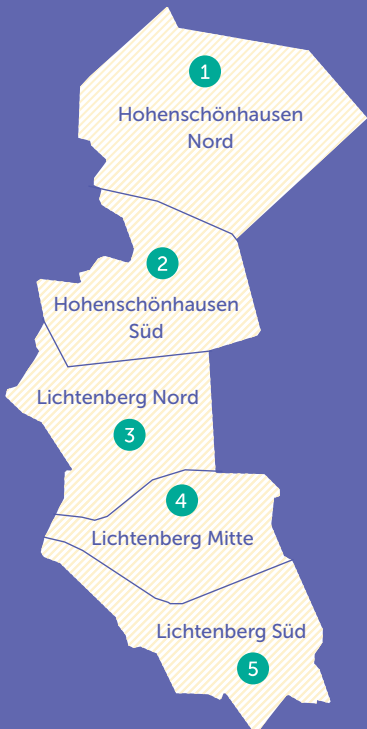 1
Hohenschönhausen
Nord
2
Hohenschönhausen
Süd
Lichtenberg Nord
3
4
Lichtenberg Mitte
Lichtenberg Süd
5